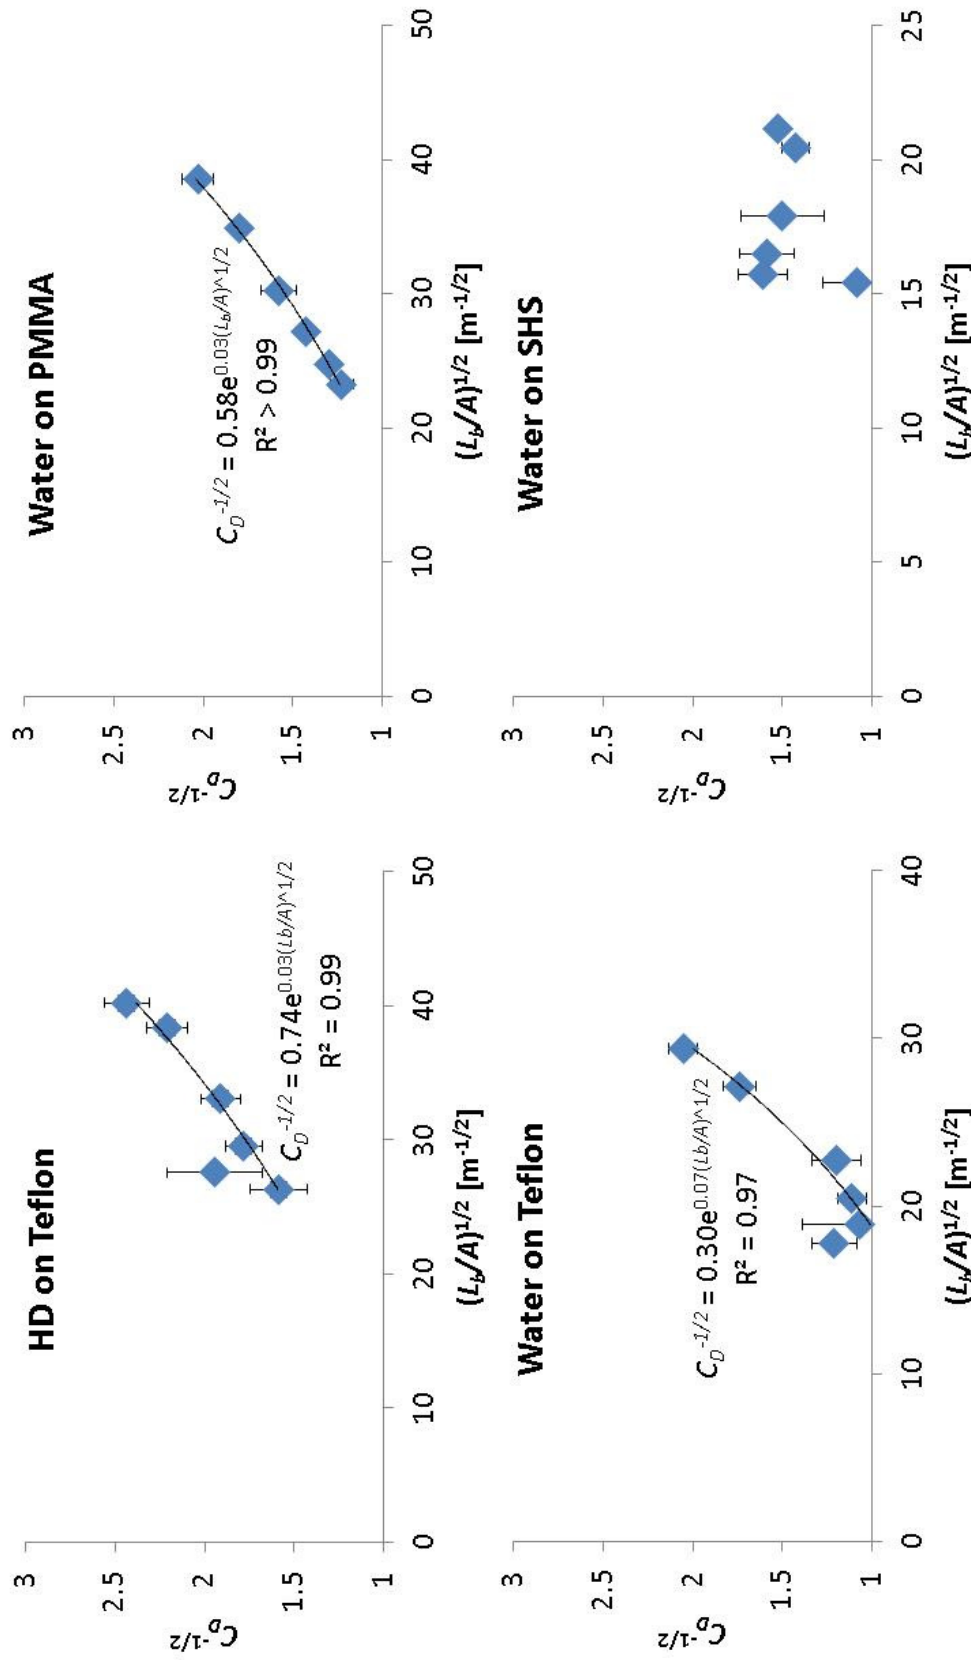 HD on Teflon
3
2.5
2
1.5
1
C_D^-1/2
C_D^-1/2 = 0.74e^0.03(Lb/A)^1/2
R² = 0.99
0 10 20 30 40 50
(L_b/A)^1/2 [m^-1/2]
Water on PMMA
3
2.5
2
1.5
1
C_D^-1/2
C_D^-1/2 = 0.58e^0.03(L_b/A)^1/2
R² > 0.99
0 10 20 30 40 50
(L_b/A)^1/2 [m^-1/2]
Water on Teflon
3
2.5
2
1.5
1
C_D^-1/2
C_D^-1/2 = 0.30e^0.07(Lb/A)^1/2
R² = 0.97
0 10 20 30 40
(L_b/A)^1/2 [m^-1/2]
Water on SHS
3
2.5
2
1.5
1
C_D^-1/2
0 5 10 15 20 25
(L_b/A)^1/2 [m^-1/2]